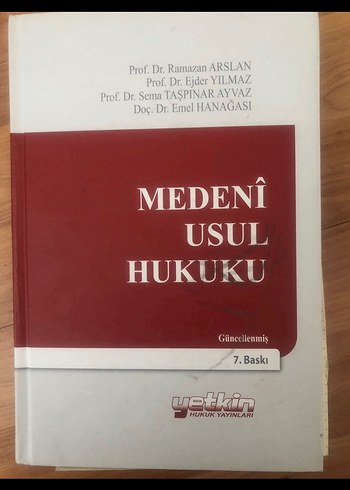 Prof. Dr. Ramazan ARSLAN
Prof. Dr. Ejder YILMAZ
Prof. Dr. Sema TAŞPINAR AYVAZ
Doç. Dr. Emel HANAĞASI
MEDENÎ
USUL
HUKUKU
Güncellenmiş
7. Baskı
yetkin
HUKUK YAYINLARI